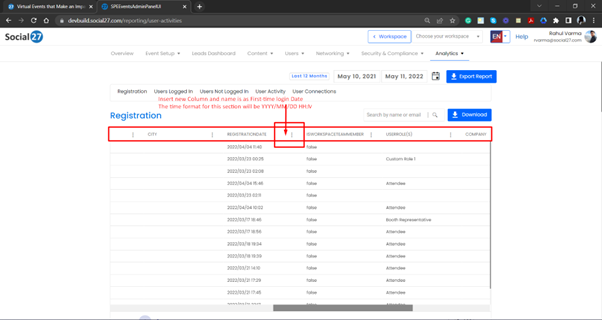 Virtual Events that Make an Imp
SPEEventsAdminPanelUI
devbuild.social27.com/reporting/user-activities
Social27
Workspace
Choose your workspace
EN
Help
Rahul Varma
rvarma@social27.com
Overview
Event Setup
Leads Dashboard
Content
Users
Networking
Security & Compliance
Analytics
Last 12 Months
May 10, 2021
May 11, 2022
Export Report
Registration
Users Logged In
Users Not Logged In
User Activity
User Connections
Insert new Column and name is as First time login Date
The time format for this section will be YYYY/MM/DD HH:N
Registration
Search by name or email
Download
CITY
REGISTRATIONDATE
ISWORKSPACETEAMMEMBER
USERROLE(S)
COMPANY
2022/04/04 11:40 false
2022/03/23 00:25 false Custom Role 1
2022/03/23 02:08 false
2022/04/04 15:46 false Attendee
2022/03/23 02:11 false
2022/04/04 10:02 false Attendee
2022/03/17 18:46 false Booth Representative
2022/03/17 18:55 false Attendee
2022/03/18 19:34 false Attendee
2022/03/18 19:39 false Attendee
2022/03/21 14:51 false Attendee
2022/03/21 17:29 false Attendee
2022/03/21 17:45 false Attendee